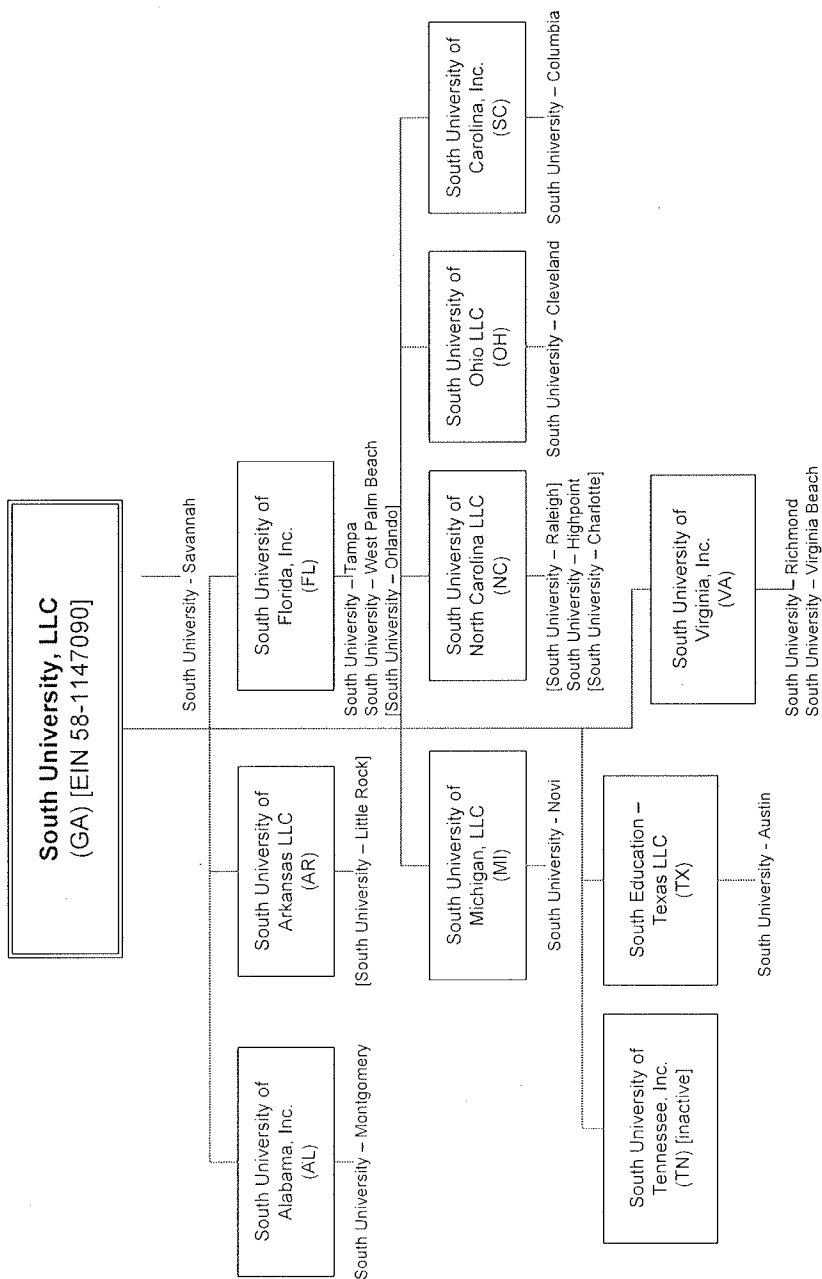 South University, LLC
(GA) [EIN 58-1147090]
South University - Savannah
South University of
Alabama, Inc.
(AL)
South University – Montgomery
South University of
Arkansas LLC
(AR)
[South University – Little Rock]
South University of
Florida, Inc.
(FL)
South University – Tampa
South University – West Palm Beach
[South University – Orlando]
South University of
Michigan, LLC
(MI)
South University - Novi
South University of
North Carolina LLC
(NC)
[South University – Raleigh]
South University – Highpoint
[South University – Charlotte]
South University of
Ohio LLC
(OH)
South University – Cleveland
South University of
Carolina, Inc.
(SC)
South University – Columbia
South University of
Tennessee, Inc.
(TN) [inactive]
South Education –
Texas LLC
(TX)
South University - Austin
South University of
Virginia, Inc.
(VA)
South University – Richmond
South University – Virginia Beach